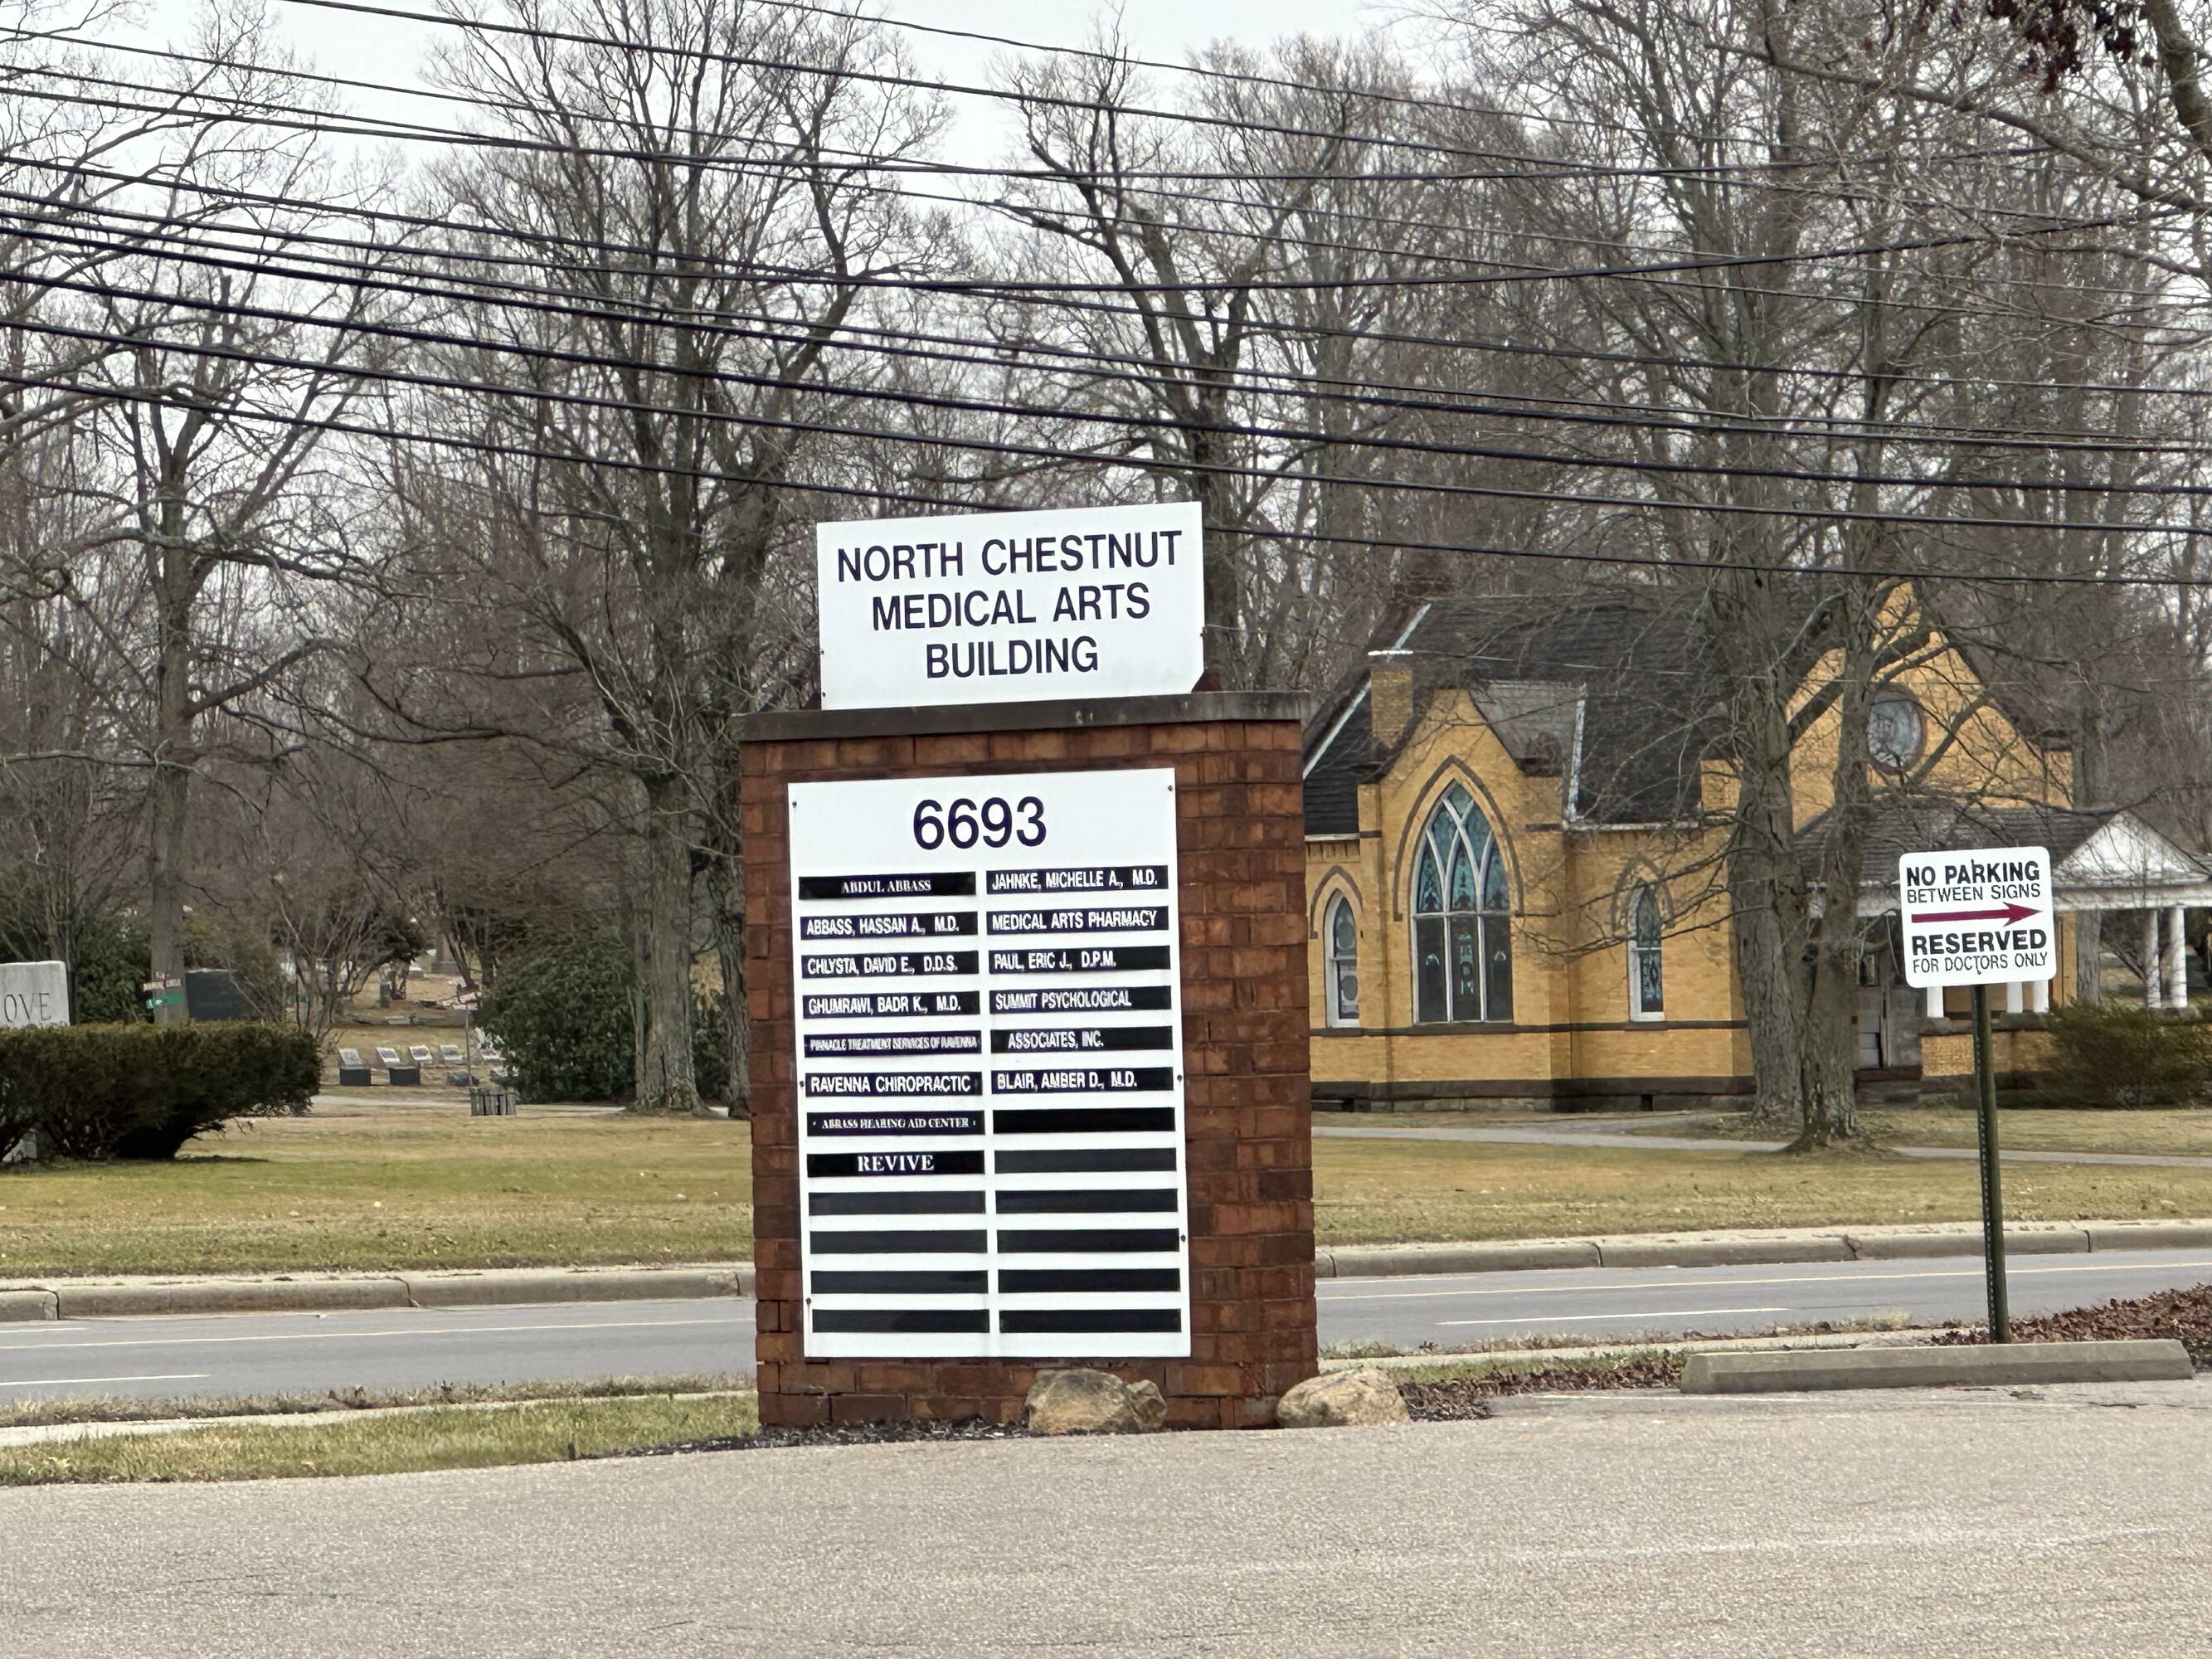 NORTH CHESTNUT
MEDICAL ARTS
BUILDING
6693
ABDUL ABBASS
ABBASS, HASSAN A., M.D.
CHLYSTA, DAVID E., D.D.S.
GHUMRAWI, BADR K., M.D.
PINNACLE TREATMENT SERVICES OF RAVENNA
RAVENNA CHIROPRACTIC
ABBASS HEARING AID CENTER
REVIVE
JAHNKE, MICHELLE A., M.D.
MEDICAL ARTS PHARMACY
PAUL, ERIC J., D.P.M.
SUMMIT PSYCHOLOGICAL
ASSOCIATES, INC.
BLAIR, AMBER D., M.D.
NO PARKING
BETWEEN SIGNS
RESERVED
FOR DOCTORS ONLY
OVE